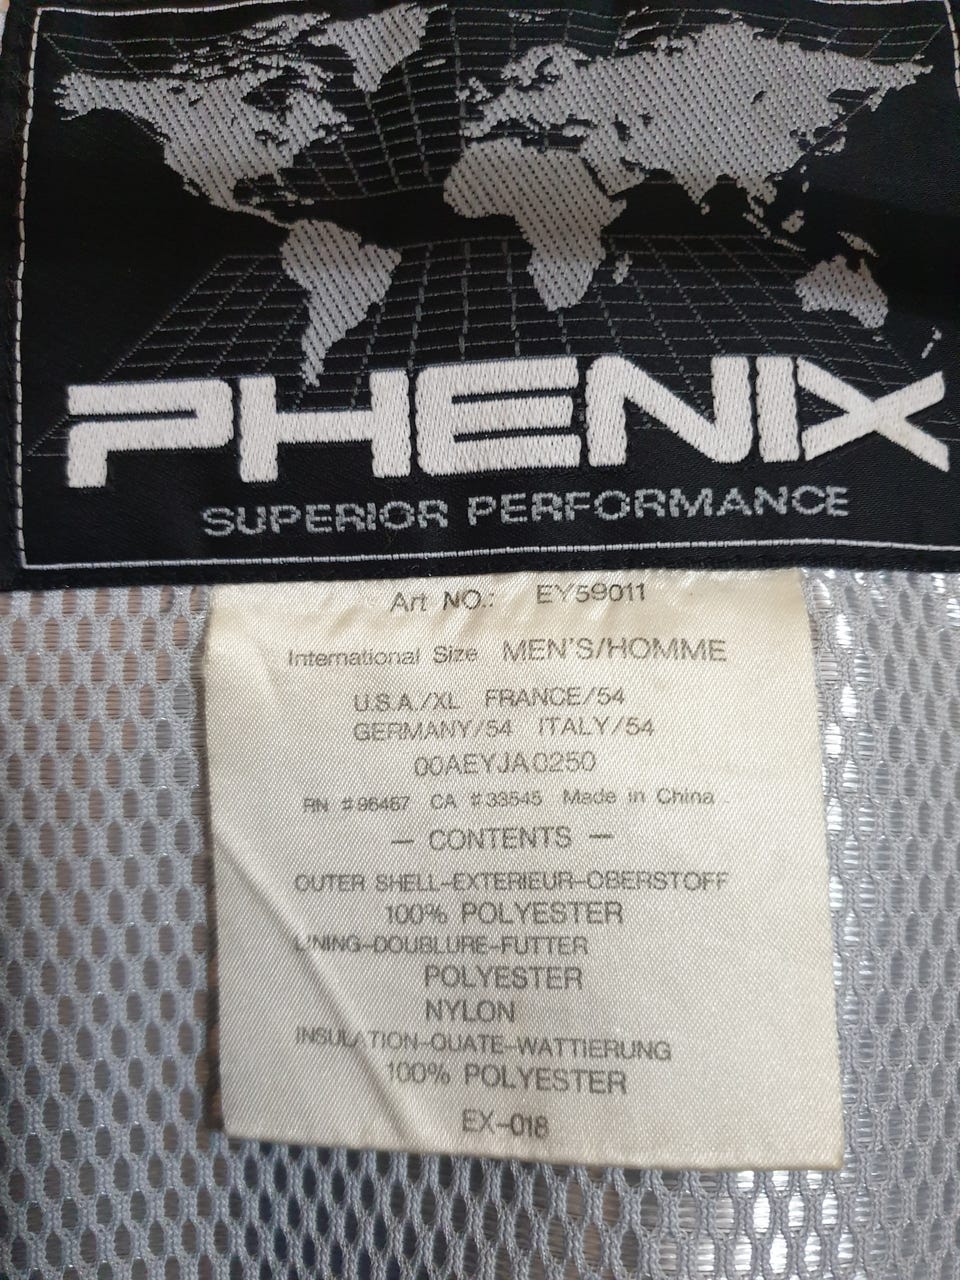 PHENIX
SUPERIOR PERFORMANCE
Art NO.: EY59011
International Size MEN'S/HOMME
U.S.A./XL FRANCE/54
GERMANY/54 ITALY/54
00AEYJA0250
RN #96467 CA #33545 Made in China
— CONTENTS —
OUTER SHELL-EXTERIEUR-OBERSTOFF
100% POLYESTER
LINING-DOUBLURE-FUTTER
POLYESTER
NYLON
INSULATION-OUATE-WATTIERUNG
100% POLYESTER
EX-018